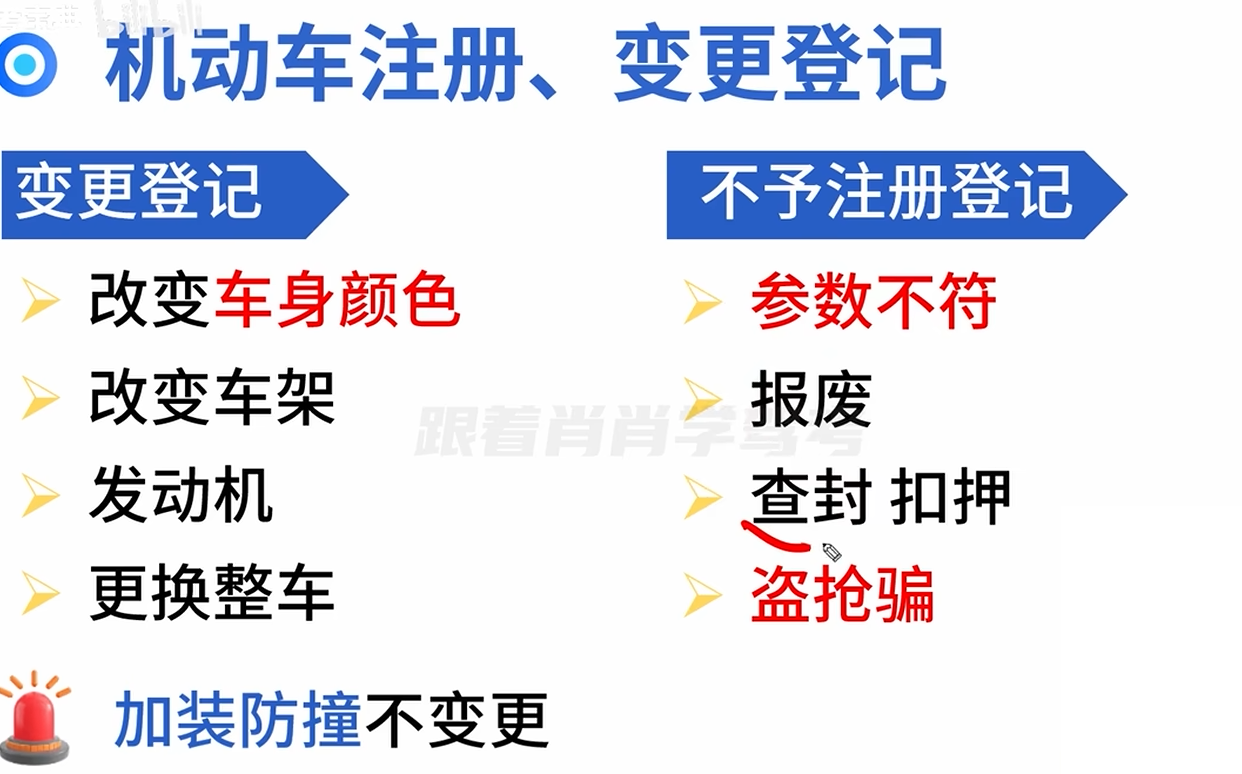 机动车注册、变更登记
变更登记
改变车身颜色
改变车架
发动机
更换整车
加装防撞不变更
不予注册登记
参数不符
报废
查封 扣押
盗抢骗
跟着肖肖学驾考